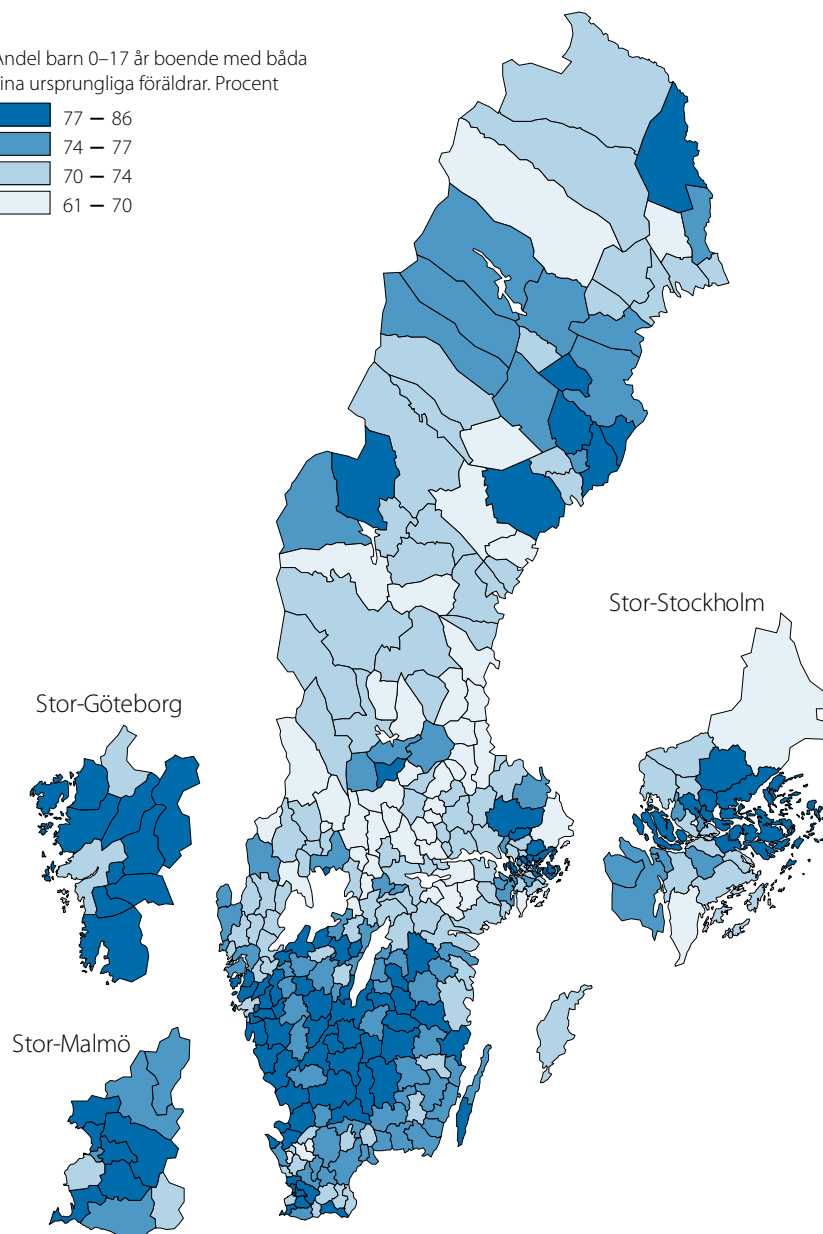 Andel barn 0–17 år boende med båda
ina ursprungliga föräldrar. Procent
77 – 86
74 – 77
70 – 74
61 – 70
Stor-Stockholm
Stor-Göteborg
Stor-Malmö